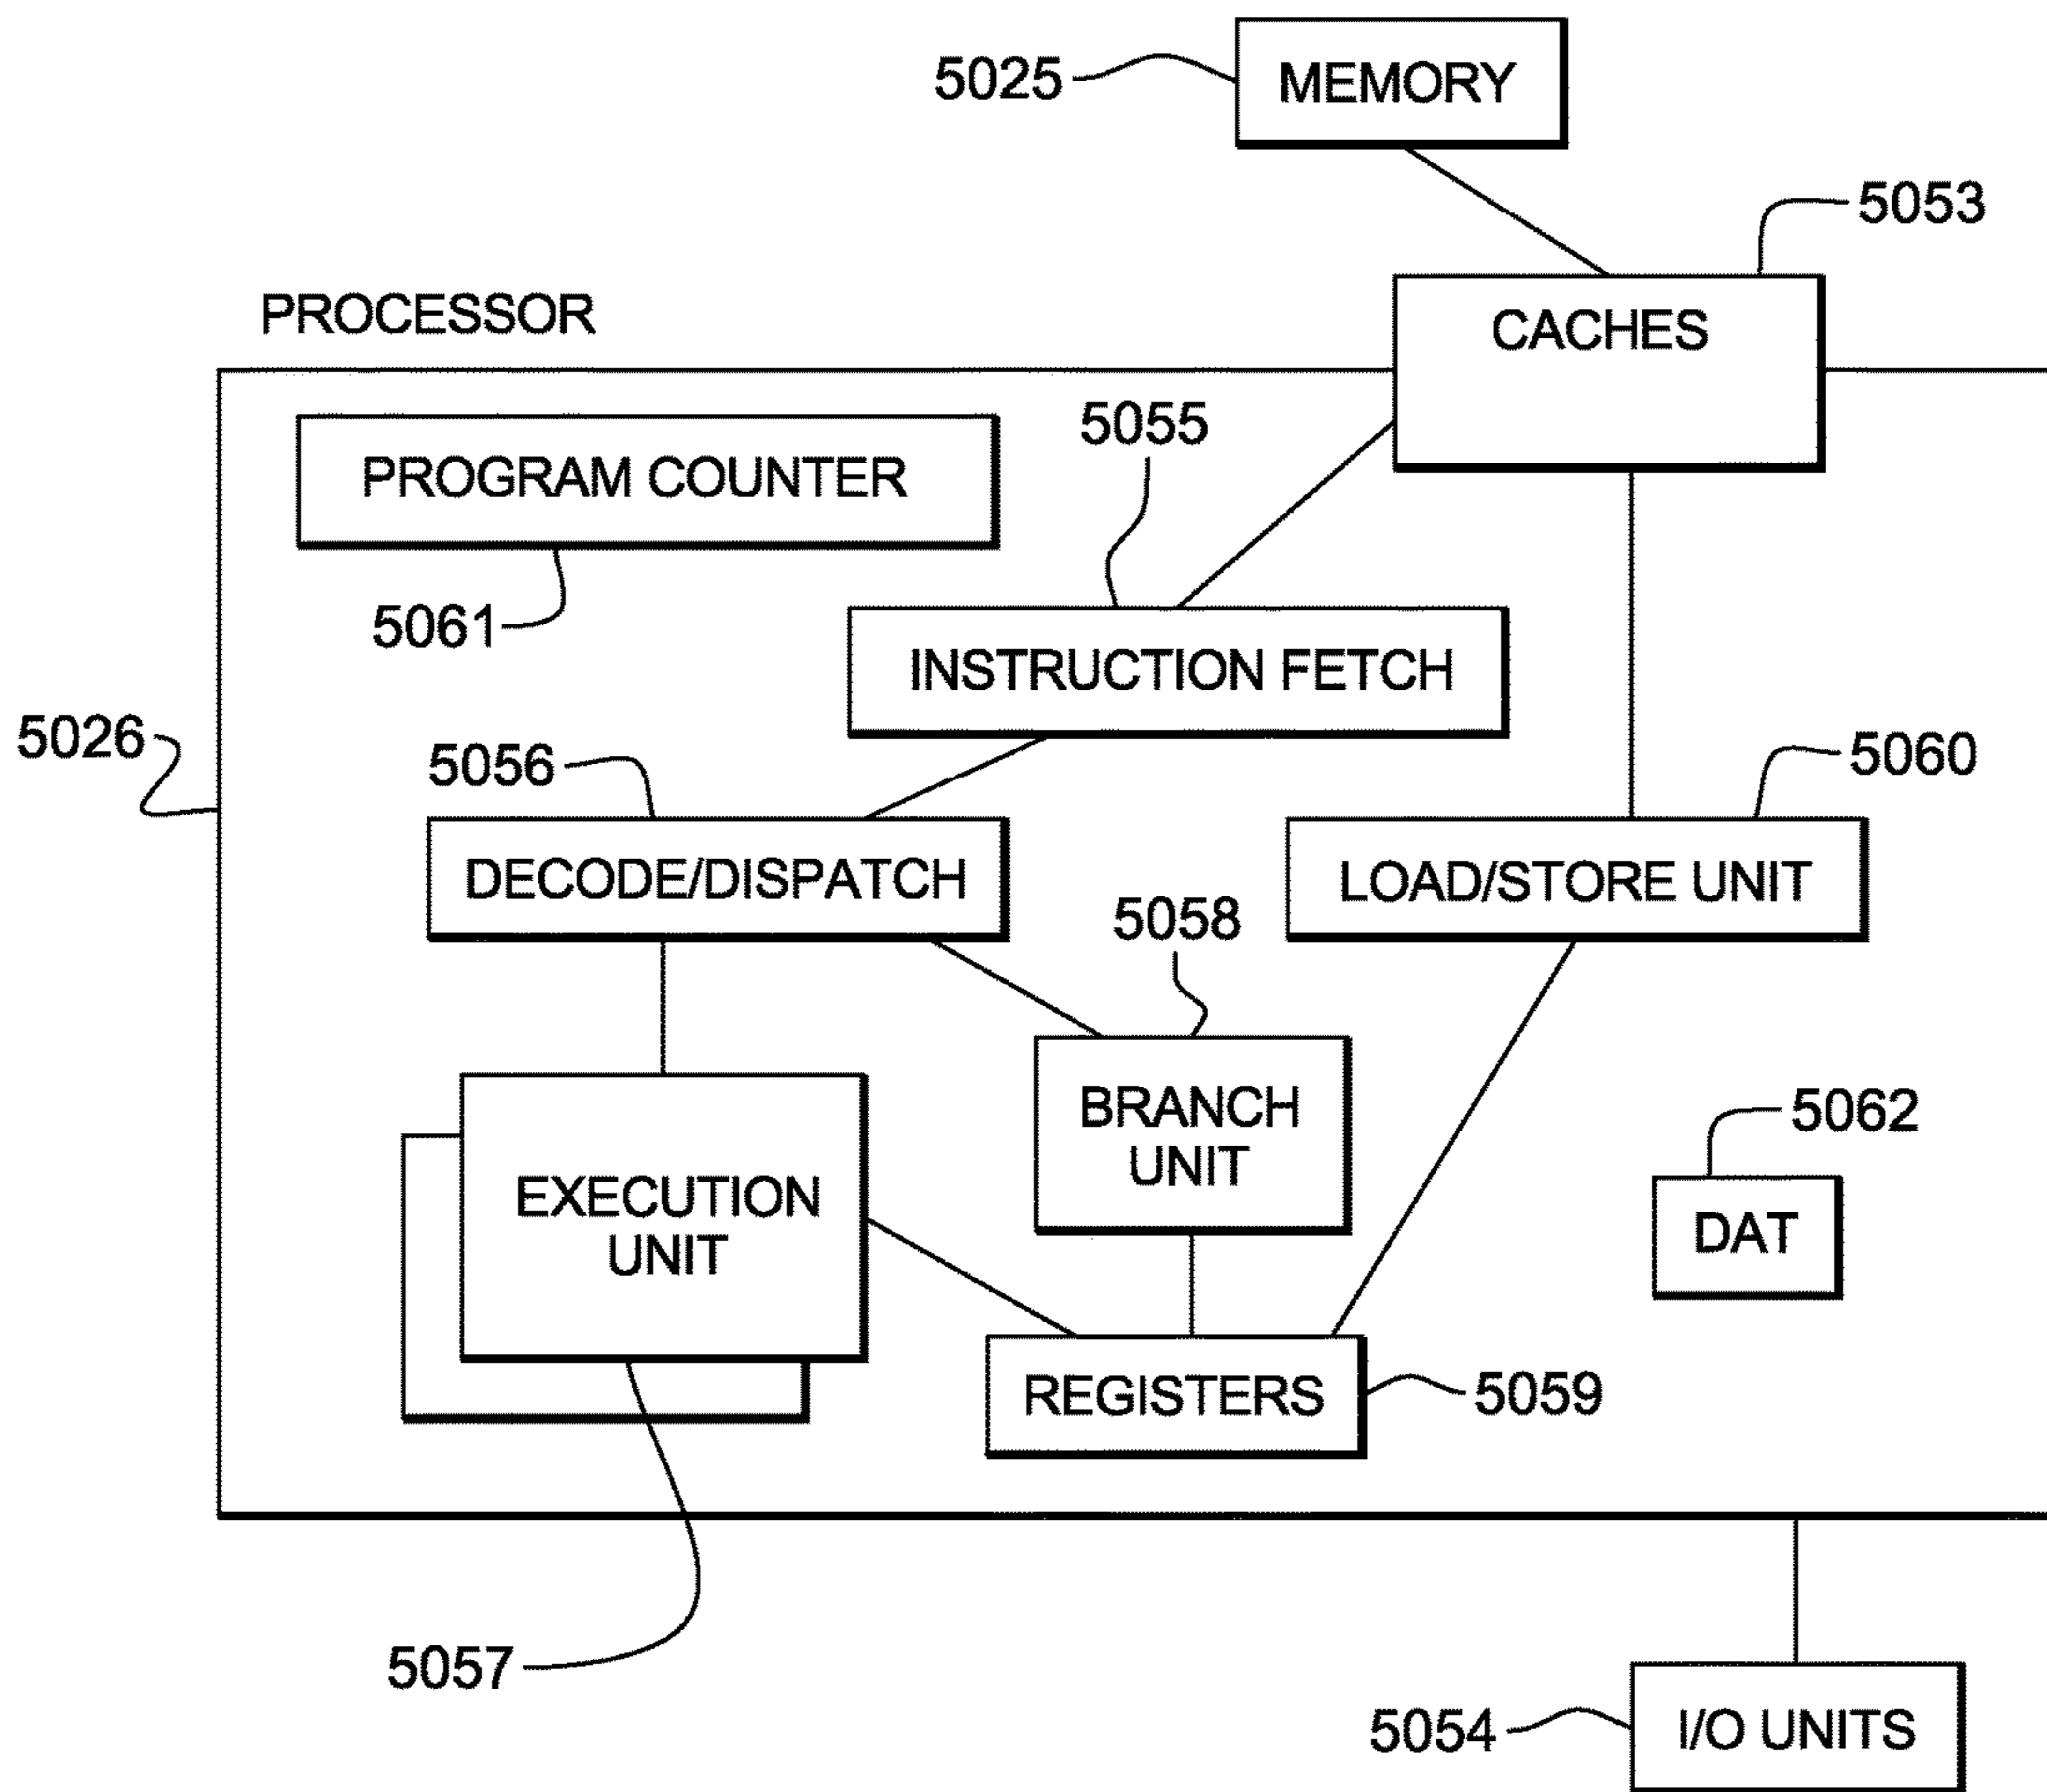 MEMORY
5025
5053
CACHES
PROCESSOR
PROGRAM COUNTER
5055
5061
INSTRUCTION FETCH
5026
5056
5060
DECODE/DISPATCH
LOAD/STORE UNIT
5058
BRANCH
UNIT
5062
EXECUTION
UNIT
DAT
REGISTERS
5059
5057
5054
I/O UNITS